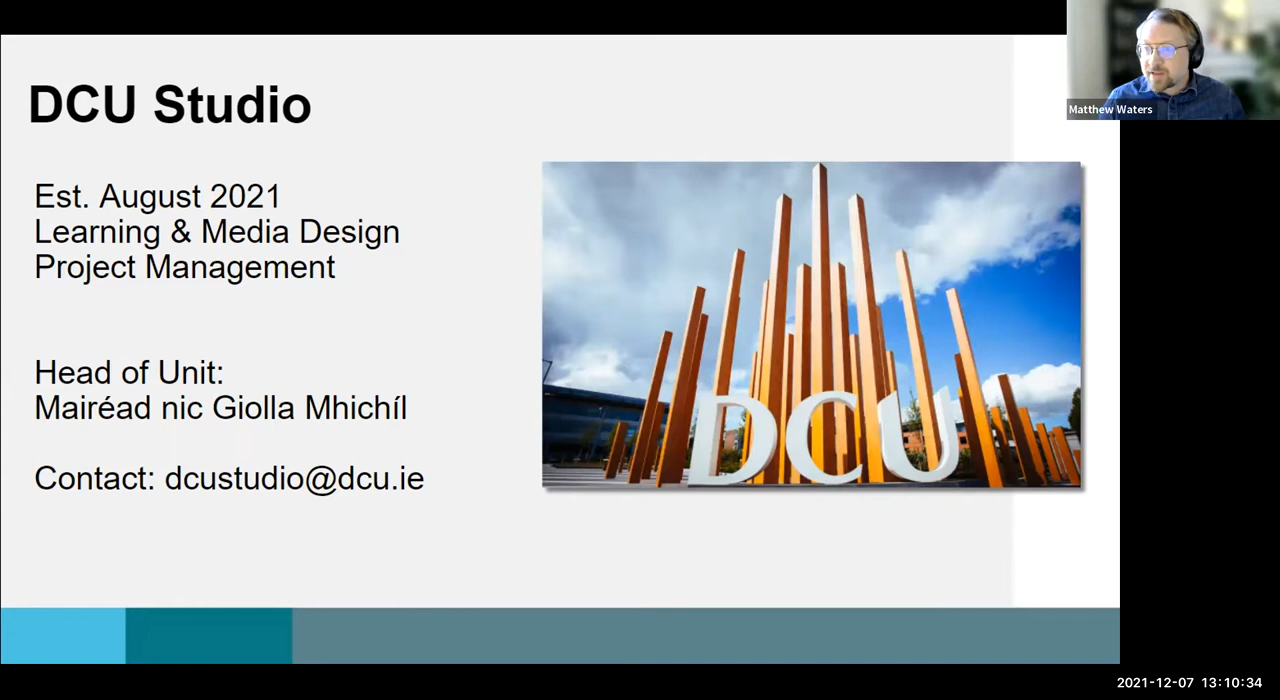 DCU Studio
Est. August 2021
Learning & Media Design
Project Management
Head of Unit:
Mairéad nic Giolla Mhichíl
Contact: dcustudio@dcu.ie
DCU
Matthew Waters
2021-12-07 13:10:34